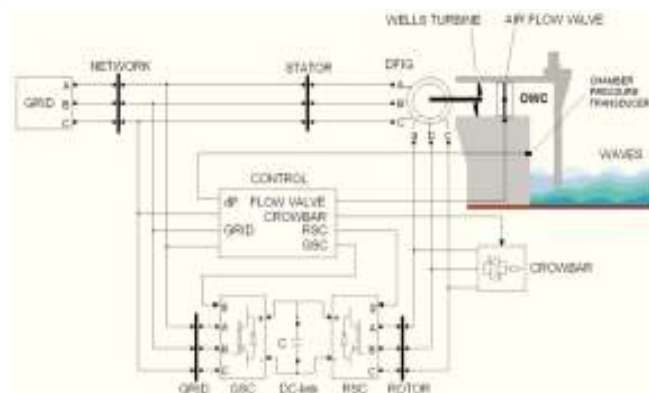 WELLS TURBINE
AIR FLOW VALVE
NETWORK
STATOR
DFIG
GRID
A
B
C
A
B
C
OWC
CHAMBER
PRESSURE
TRANSDUCER
WAVES
CONTROL
dP FLOW VALVE
CROWBAR
GRID RSC
GSC
CROWBAR
A
B
C
C
A
B
C
GRID
GSC
DC-link
RSC
ROTOR